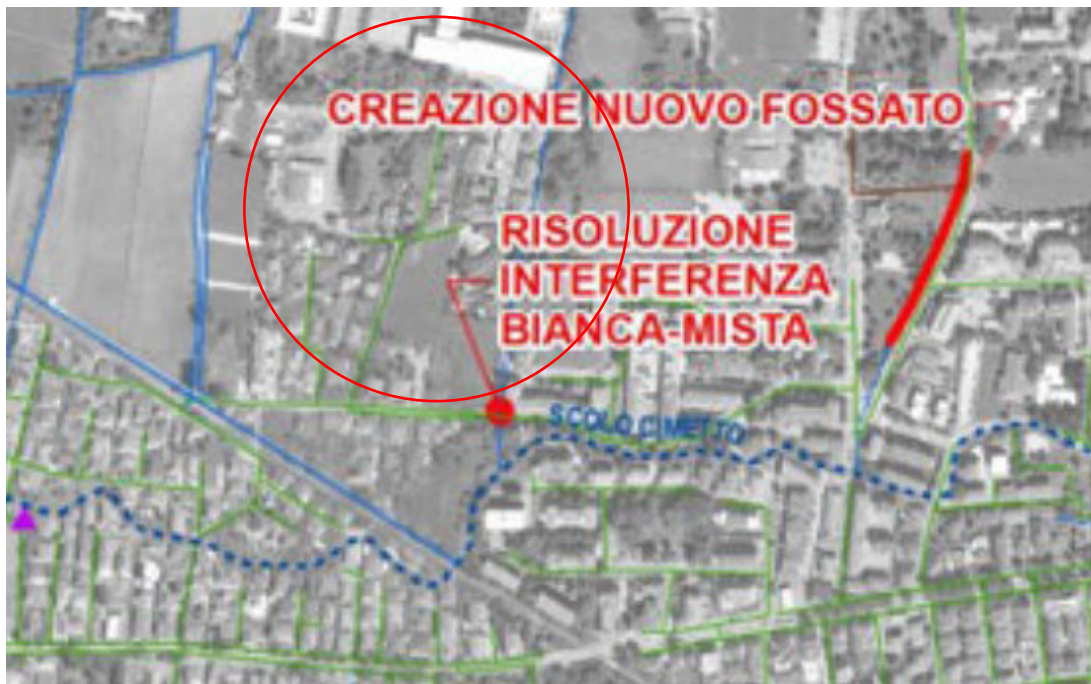 CREAZIONE NUOVO FOSSATO
RISOLUZIONE
INTERFERENZA
BIANCA-MISTA
SCOLO CIMETTO